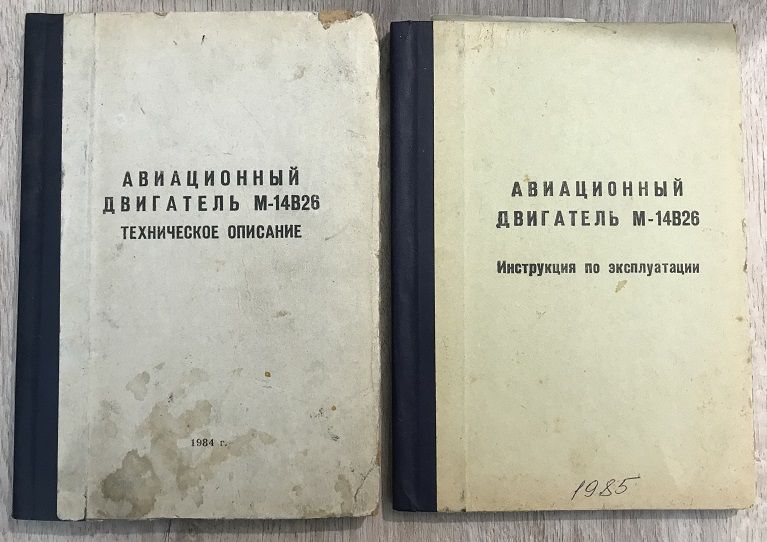 АВИАЦИОННЫЙ
ДВИГАТЕЛЬ М-14В26
ТЕХНИЧЕСКОЕ ОПИСАНИЕ
1984 г.
АВИАЦИОННЫЙ
ДВИГАТЕЛЬ М-14В26
Инструкция по эксплуатации
1985